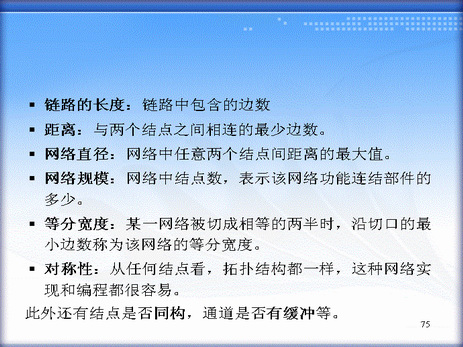 ▪ 链路的长度：链路中包含的边数
▪ 距离：与两个结点之间相连的最少边数。
▪ 网络直径：网络中任意两个结点间距离的最大值。
▪ 网络规模：网络中结点数，表示该网络功能连结部件的
多少。
▪ 等分宽度：某一网络被切成相等的两半时，沿切口的最
小边数称为该网络的等分宽度。
▪ 对称性：从任何结点看，拓扑结构都一样，这种网络实
现和编程都很容易。
此外还有结点是否同构，通道是否有缓冲等。
75